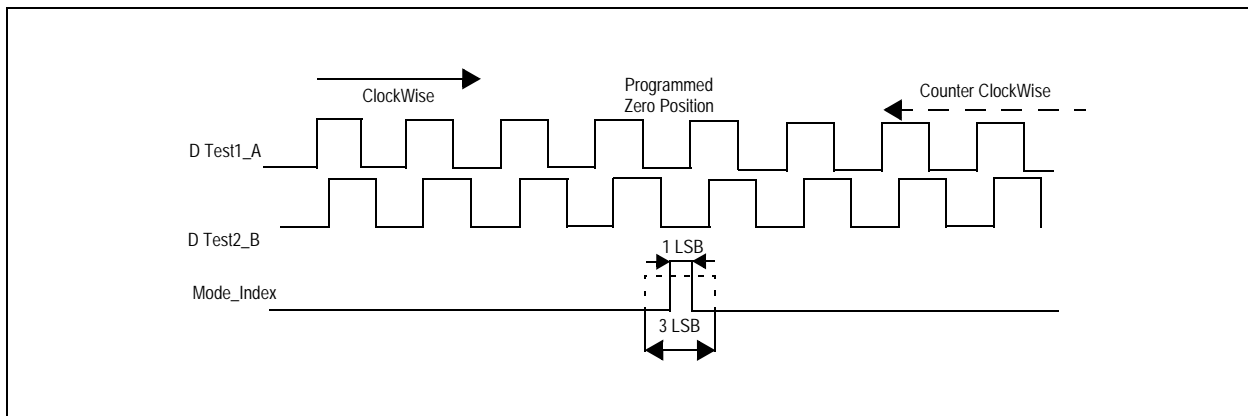 ClockWise
Programmed
Zero Position
Counter ClockWise
D Test1_A
D Test2_B
1 LSB
Mode_Index
3 LSB